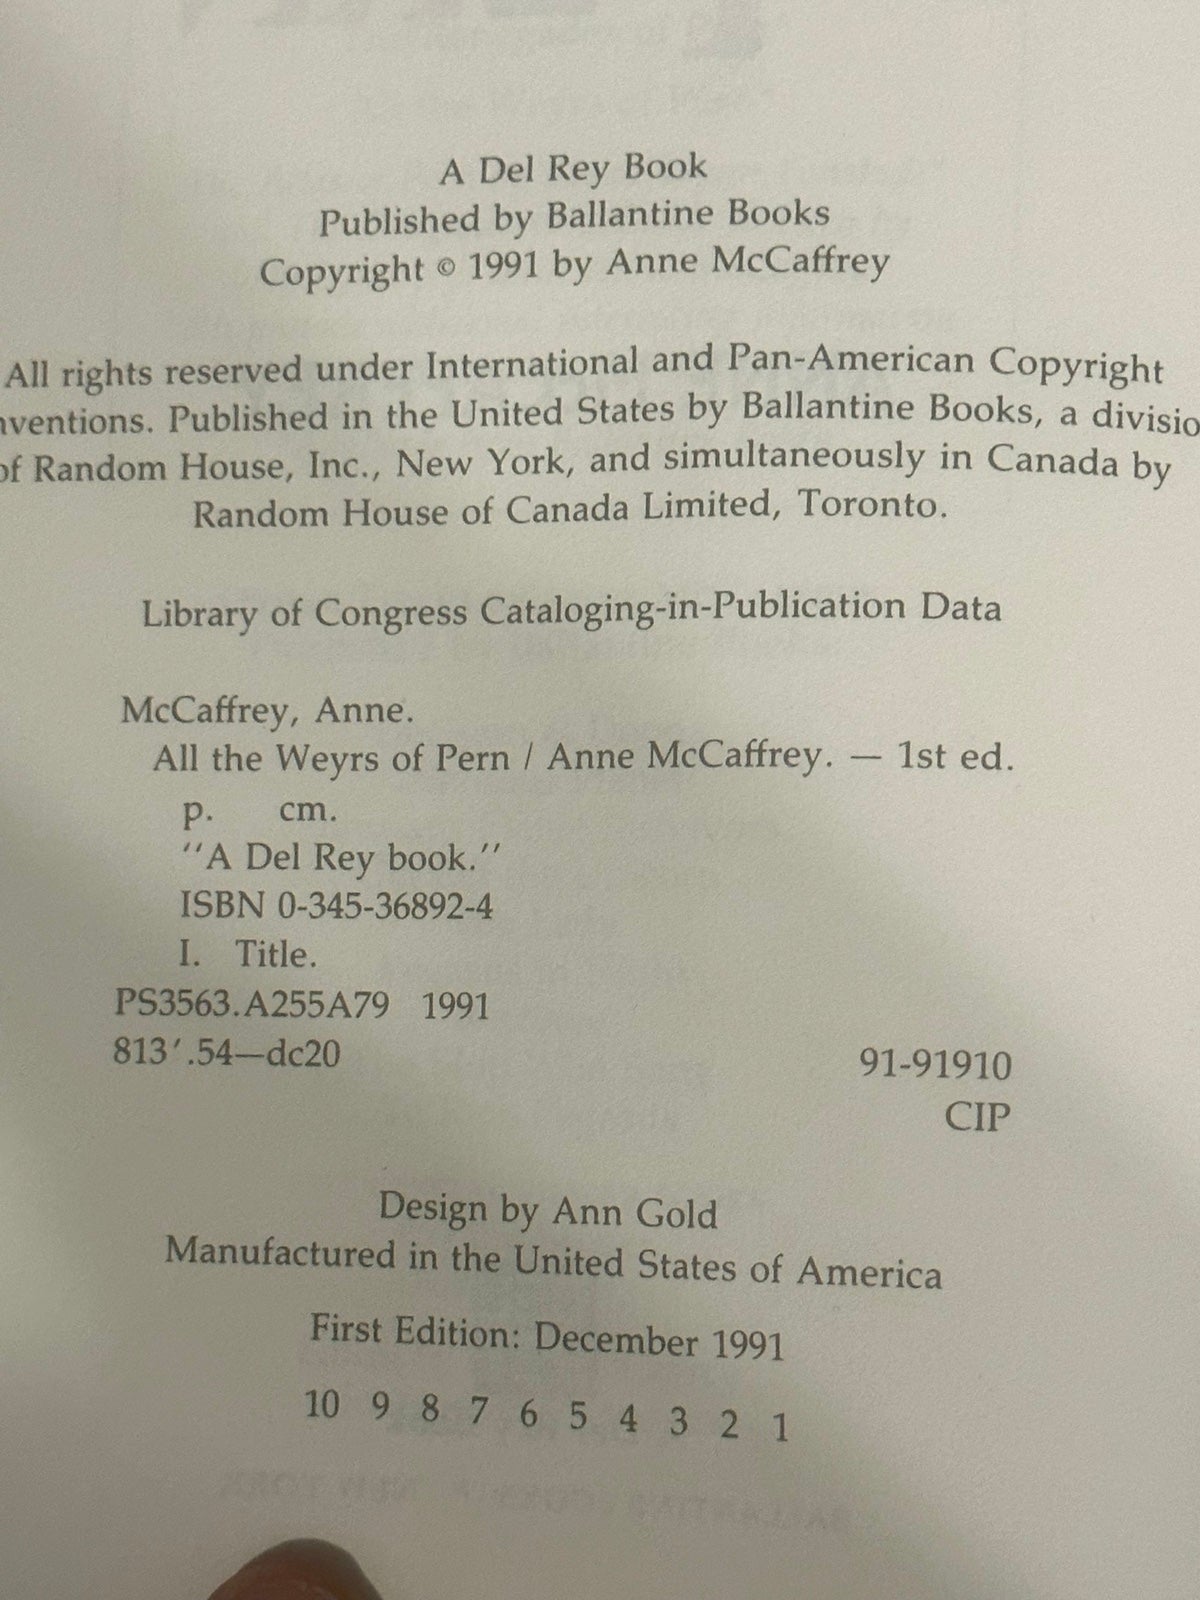 A Del Rey Book
Published by Ballantine Books
Copyright © 1991 by Anne McCaffrey
All rights reserved under International and Pan-American Copyright
nventions. Published in the United States by Ballantine Books, a divisio
of Random House, Inc., New York, and simultaneously in Canada by
Random House of Canada Limited, Toronto.
Library of Congress Cataloging-in-Publication Data
McCaffrey, Anne.
All the Weyrs of Pern / Anne McCaffrey. — 1st ed.
p. cm.
''A Del Rey book.''
ISBN 0-345-36892-4
I. Title.
PS3563.A255A79 1991
813′.54—dc20
91-91910
CIP
Design by Ann Gold
Manufactured in the United States of America
First Edition: December 1991
10 9 8 7 6 5 4 3 2 1